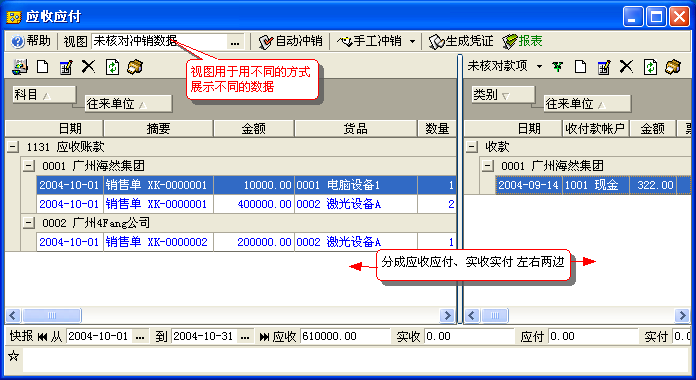 应收应付
帮助 视图 未核对冲销数据 ... 自动冲销 手工冲销 生成凭证 报表
未核对款项
视图用于用不同的方式
展示不同的数据
科目 往来单位
类别 往来单位
日期 摘要 金额 货品 数量
1131 应收账款
0001 广州海然集团
2004-10-01 销售单 XK-0000001 10000.00 0001 电脑设备1 1
2004-10-01 销售单 XK-0000001 400000.00 0002 激光设备A 2
0002 广州4Fang公司
2004-10-01 销售单 XK-0000002 200000.00 0002 激光设备A 1
日期 收付款帐户 金额
收款
0001 广州海然集团
2004-09-14 1001 现金 322.00
分成应收应付、实收实付 左右两边
快报 从 2004-10-01 ... 到 2004-10-31 ... 应收 610000.00 实收 0.00 应付 0.00 实付 0.0